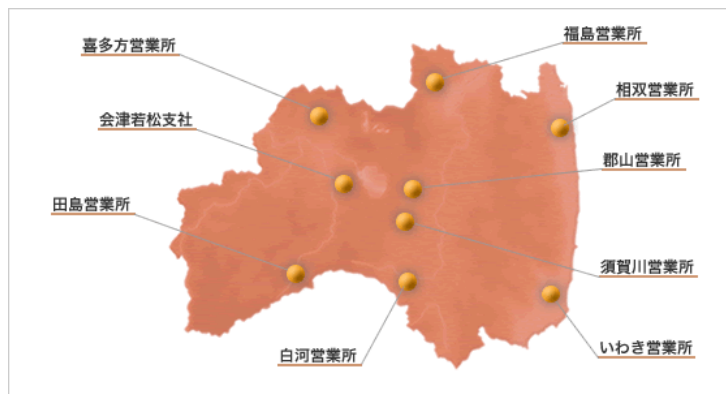 福島営業所
喜多方営業所
相双営業所
会津若松支社
郡山営業所
田島営業所
須賀川営業所
いわき営業所
白河営業所